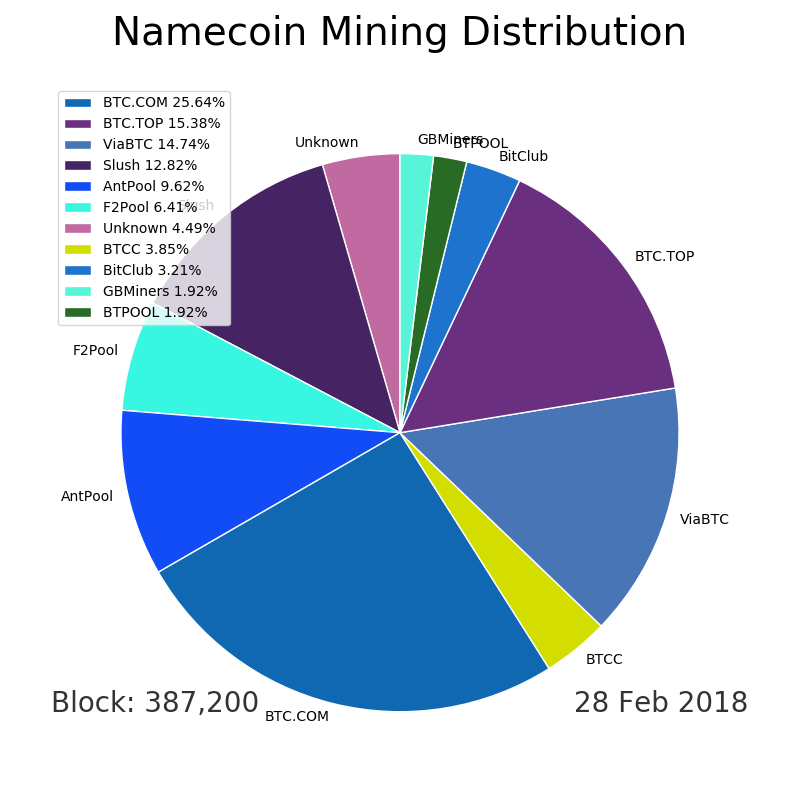 Namecoin Mining Distribution
BTC.COM 25.64%
BTC.TOP 15.38%
ViaBTC 14.74%
Slush 12.82%
AntPool 9.62%
F2Pool 6.41%
Unknown 4.49%
BTCC 3.85%
BitClub 3.21%
GBMiners 1.92%
BTPOOL 1.92%
Unknown
GBMiners
BTPOOL
BitClub
Slush
BTC.TOP
F2Pool
AntPool
ViaBTC
BTCC
BTC.COM
Block: 387,200
28 Feb 2018